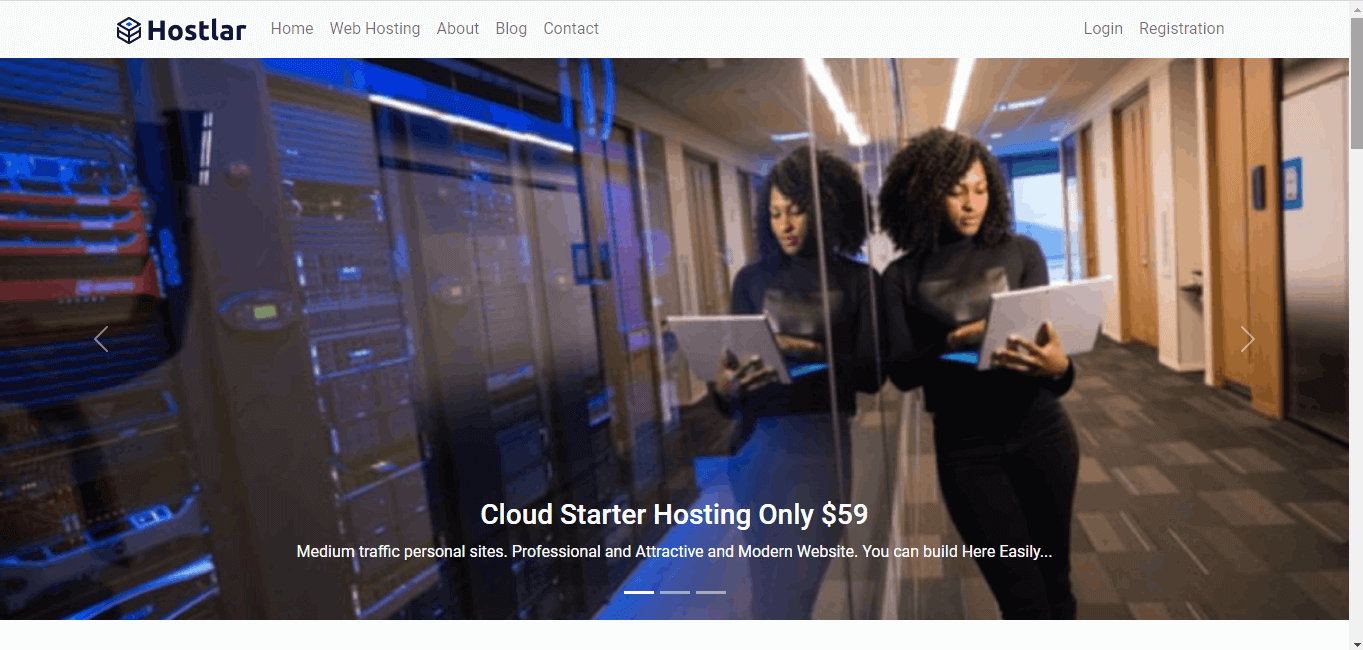 Hostlar Home Web Hosting About Blog Contact Login Registration
Cloud Starter Hosting Only $59
Medium traffic personal sites. Professional and Attractive and Modern Website. You can build Here Easily...